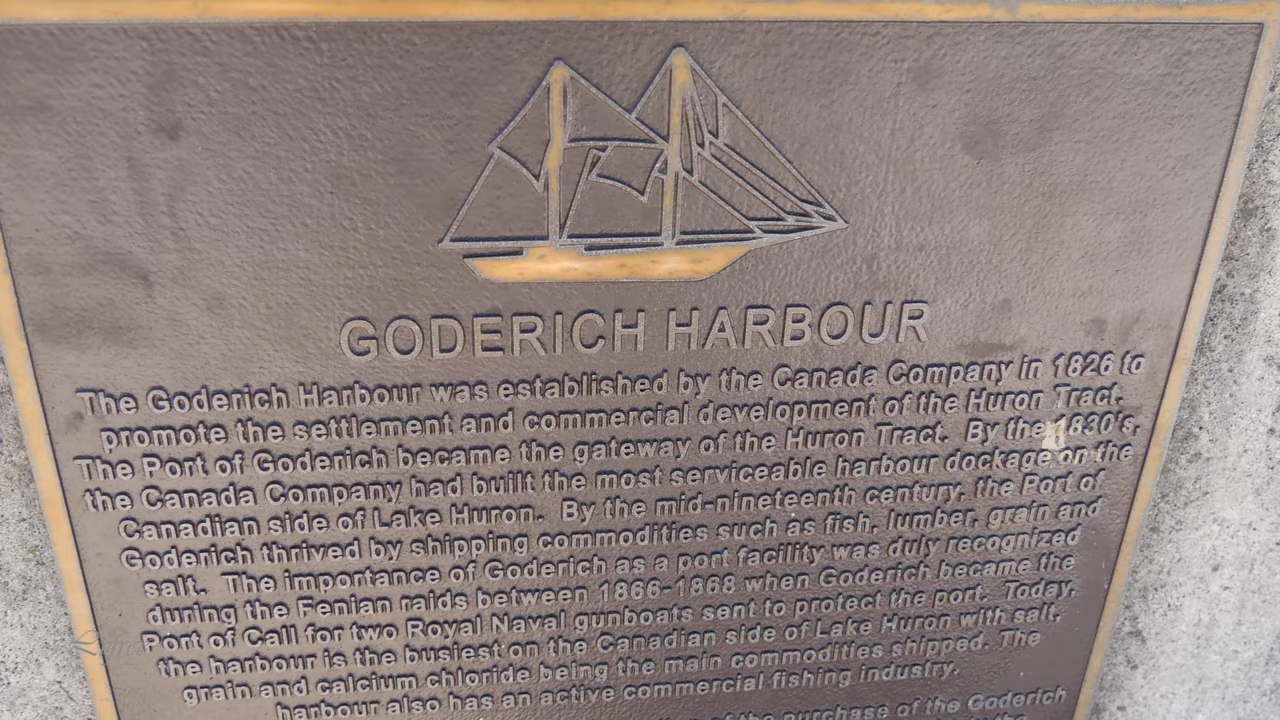 GODERICH HARBOUR
The Goderich Harbour was established by the Canada Company in 1826 to
promote the settlement and commercial development of the Huron Tract.
The Port of Goderich became the gateway of the Huron Tract. By the 1830's,
the Canada Company had built the most serviceable harbour dockage on the
Canadian side of Lake Huron. By the mid-nineteenth century, the Port of
Goderich thrived by shipping commodities such as fish, lumber, grain and
salt. The importance of Goderich as a port facility was duly recognized
during the Fenian raids between 1866-1868 when Goderich became the
Port of Call for two Royal Naval gunboats sent to protect the port. Today,
the harbour is the busiest on the Canadian side of Lake Huron with salt,
grain and calcium chloride being the main commodities shipped. The
harbour also has an active commercial fishing industry.
of the purchase of the Goderich